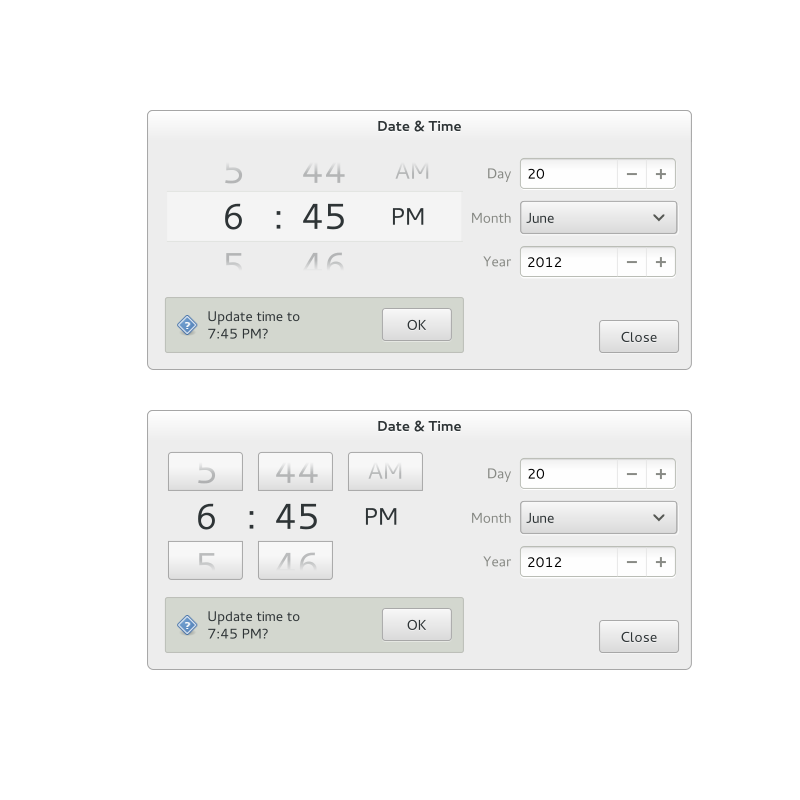 Date & Time
5 44 AM
6 : 45 PM
5 46
Day 20
Month June
Year 2012
Update time to
7:45 PM?
OK
Close
Date & Time
5 44 AM
6 : 45 PM
5 46
Day 20
Month June
Year 2012
Update time to
7:45 PM?
OK
Close